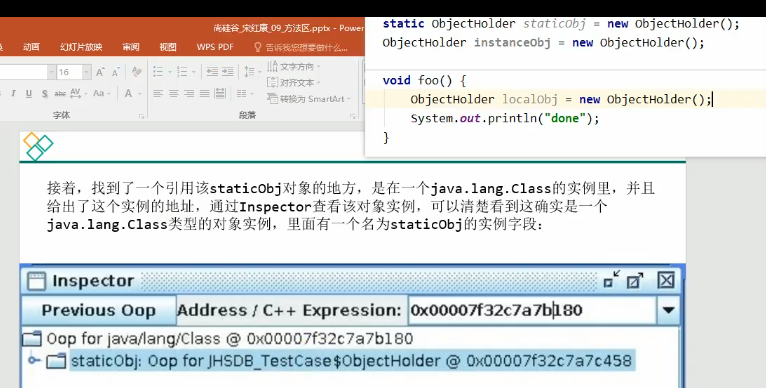 尚硅谷_宋红康_09_方法区.pptx - Power
动画 幻灯片放映 审阅 视图 WPS PDF 告诉我您想要做什么...
16 A A 文字方向
对齐文本
I U S abc AV Aa A 转换为 SmartArt
字体 段落
static ObjectHolder staticObj = new ObjectHolder();
ObjectHolder instanceObj = new ObjectHolder();
void foo() {
ObjectHolder localObj = new ObjectHolder();
System.out.println("done");
}
接着，找到了一个引用该staticObj对象的地方，是在一个java.lang.Class的实例里，并且
给出了这个实例的地址，通过Inspector查看该对象实例，可以清楚看到这确实是一个
java.lang.Class类型的对象实例，里面有一个名为staticObj的实例字段：
Inspector
Previous Oop Address / C++ Expression: 0x00007f32c7a7b180
Oop for java/lang/Class @ 0x00007f32c7a7b180
staticObj: Oop for JHSDB_TestCase$ObjectHolder @ 0x00007f32c7a7c458